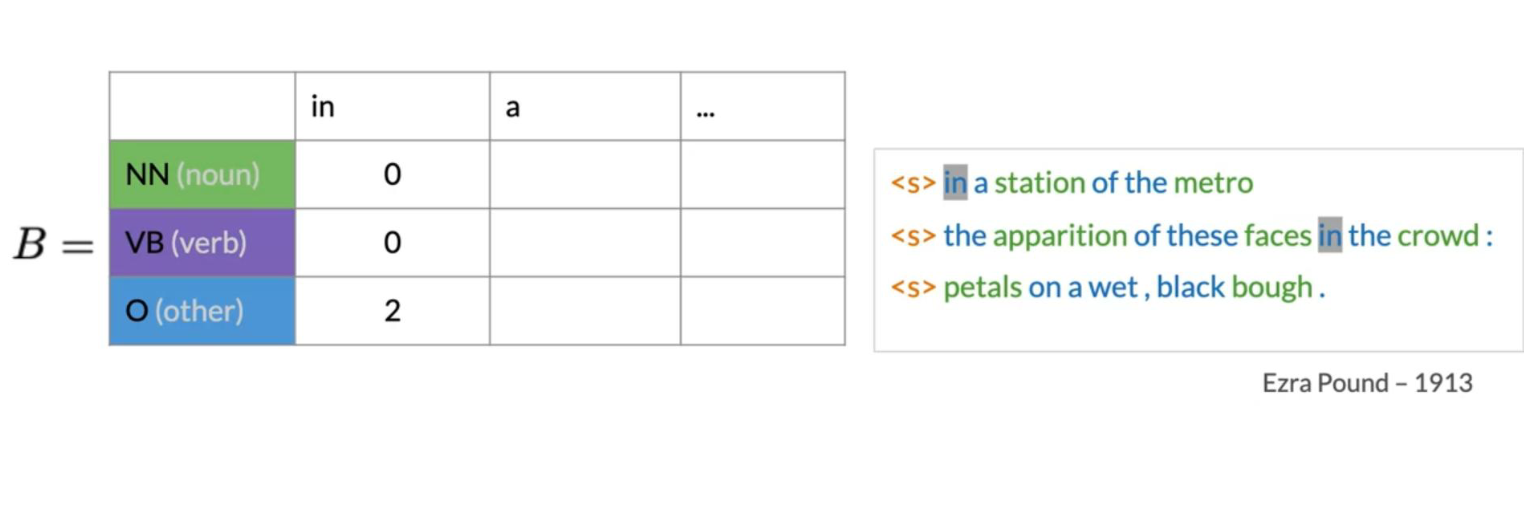 in a ...
NN (noun) 0
B = VB (verb) 0
O (other) 2
<s> in a station of the metro
<s> the apparition of these faces in the crowd :
<s> petals on a wet , black bough .
Ezra Pound – 1913